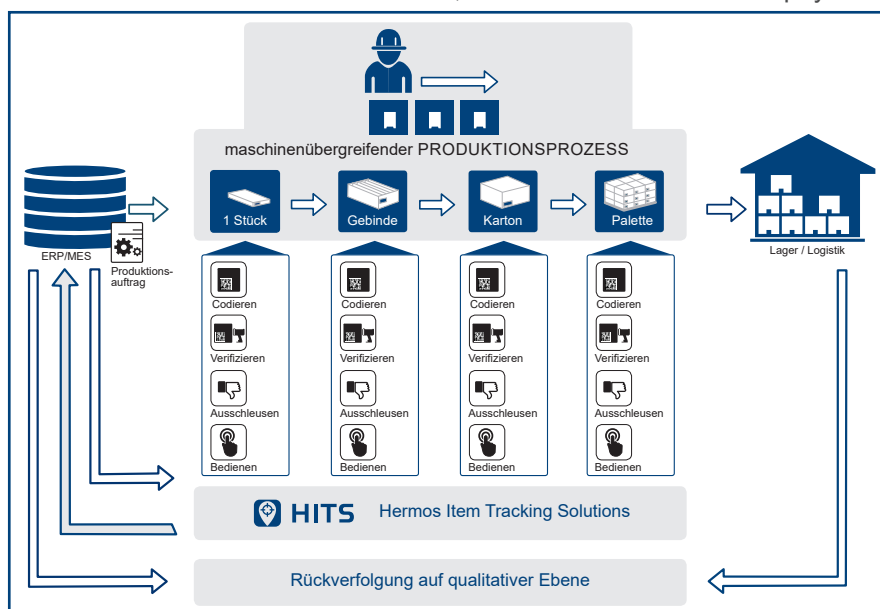 maschinenübergreifender PRODUKTIONSPROZESS
1 Stück
Gebinde
Karton
Palette
ERP/MES
Produktions-
auftrag
Lager / Logistik
Codieren
Verifizieren
Ausschleusen
Bedienen
Codieren
Verifizieren
Ausschleusen
Bedienen
Codieren
Verifizieren
Ausschleusen
Bedienen
Codieren
Verifizieren
Ausschleusen
Bedienen
HITS Hermos Item Tracking Solutions
Rückverfolgung auf qualitativer Ebene